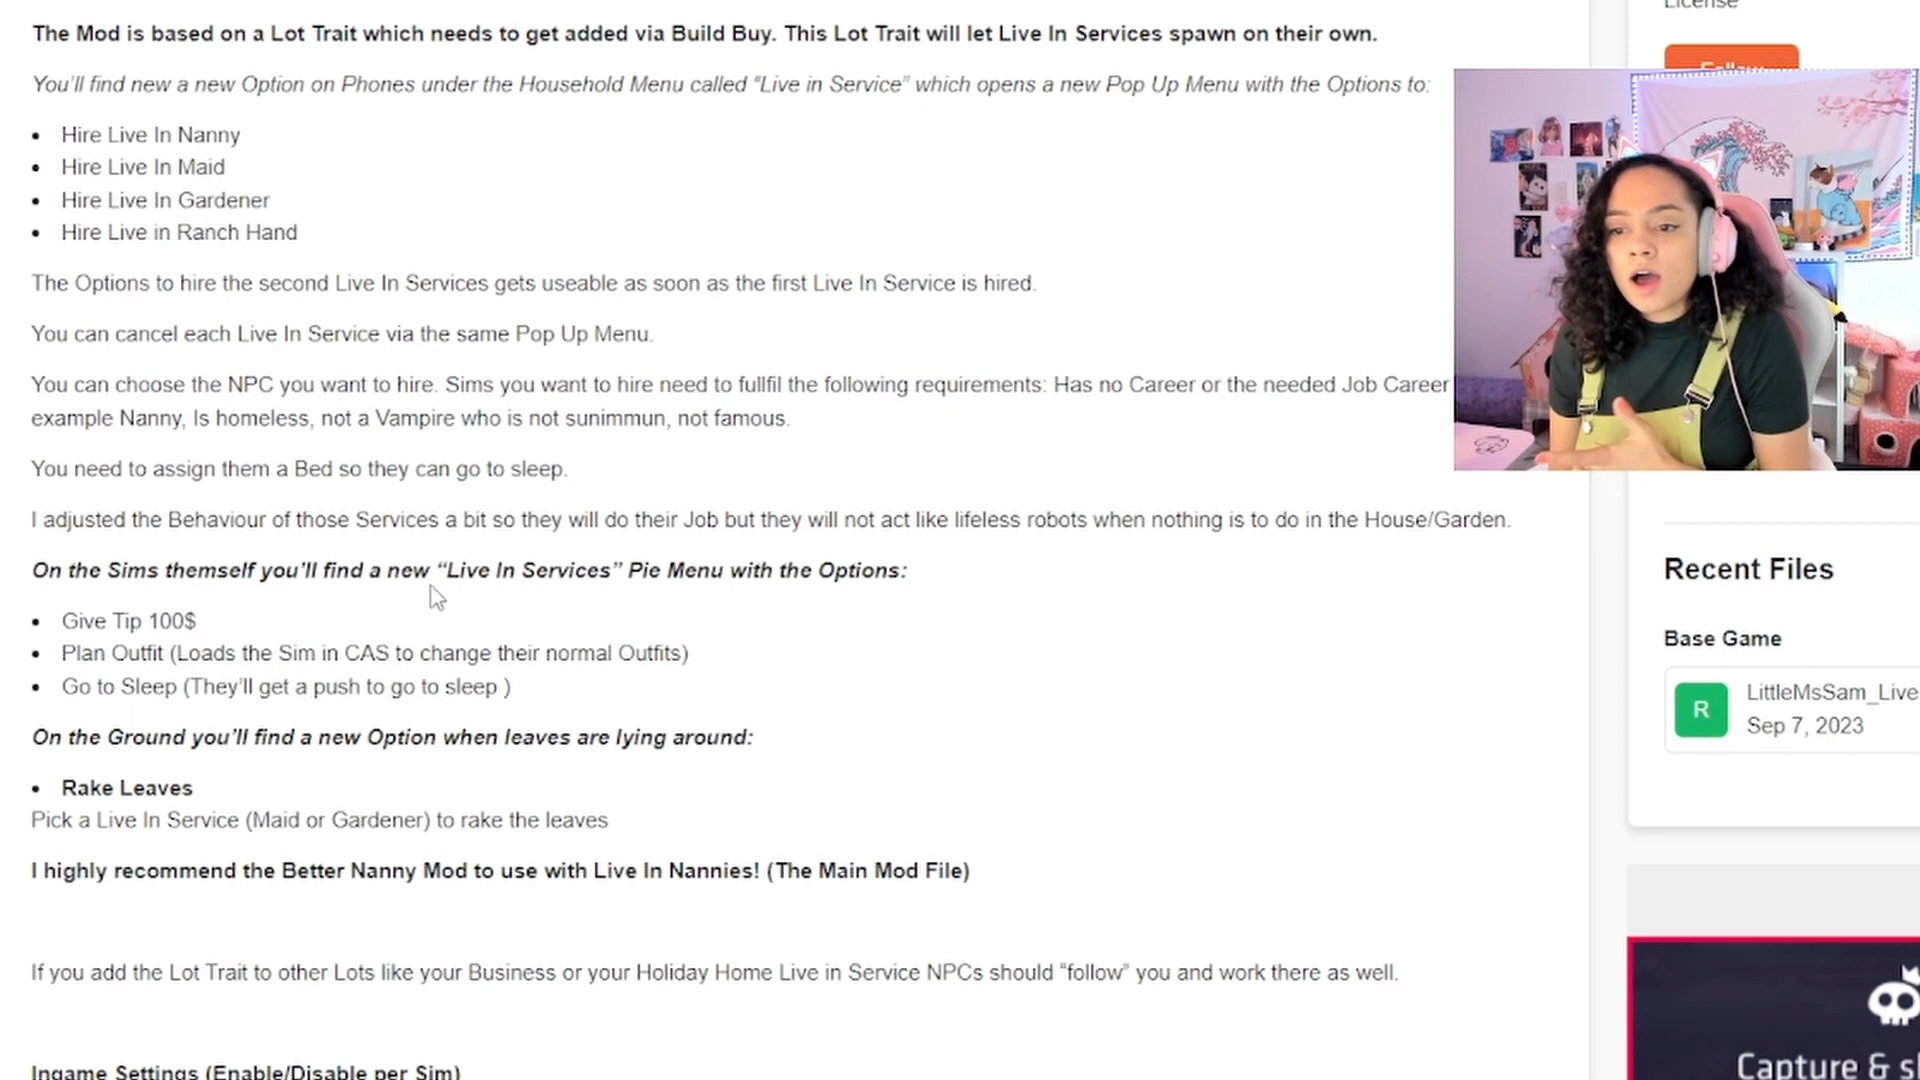 License
The Mod is based on a Lot Trait which needs to get added via Build Buy. This Lot Trait will let Live In Services spawn on their own.
Follow
You'll find new a new Option on Phones under the Household Menu called “Live in Service” which opens a new Pop Up Menu with the Options to:
• Hire Live In Nanny
• Hire Live In Maid
• Hire Live In Gardener
• Hire Live in Ranch Hand
The Options to hire the second Live In Services gets useable as soon as the first Live In Service is hired.
You can cancel each Live In Service via the same Pop Up Menu.
You can choose the NPC you want to hire. Sims you want to hire need to fullfil the following requirements: Has no Career or the needed Job Career
example Nanny, Is homeless, not a Vampire who is not sunimmun, not famous.
You need to assign them a Bed so they can go to sleep.
I adjusted the Behaviour of those Services a bit so they will do their Job but they will not act like lifeless robots when nothing is to do in the House/Garden.
On the Sims themself you'll find a new “Live In Services” Pie Menu with the Options:
• Give Tip 100$
• Plan Outfit (Loads the Sim in CAS to change their normal Outfits)
• Go to Sleep (They'll get a push to go to sleep )
On the Ground you'll find a new Option when leaves are lying around:
• Rake Leaves
Pick a Live In Service (Maid or Gardener) to rake the leaves
I highly recommend the Better Nanny Mod to use with Live In Nannies! (The Main Mod File)
If you add the Lot Trait to other Lots like your Business or your Holiday Home Live in Service NPCs should “follow” you and work there as well.
Ingame Settings (Enable/Disable per Sim)
Recent Files
Base Game
R
LittleMsSam_Live
Sep 7, 2023
Capture &